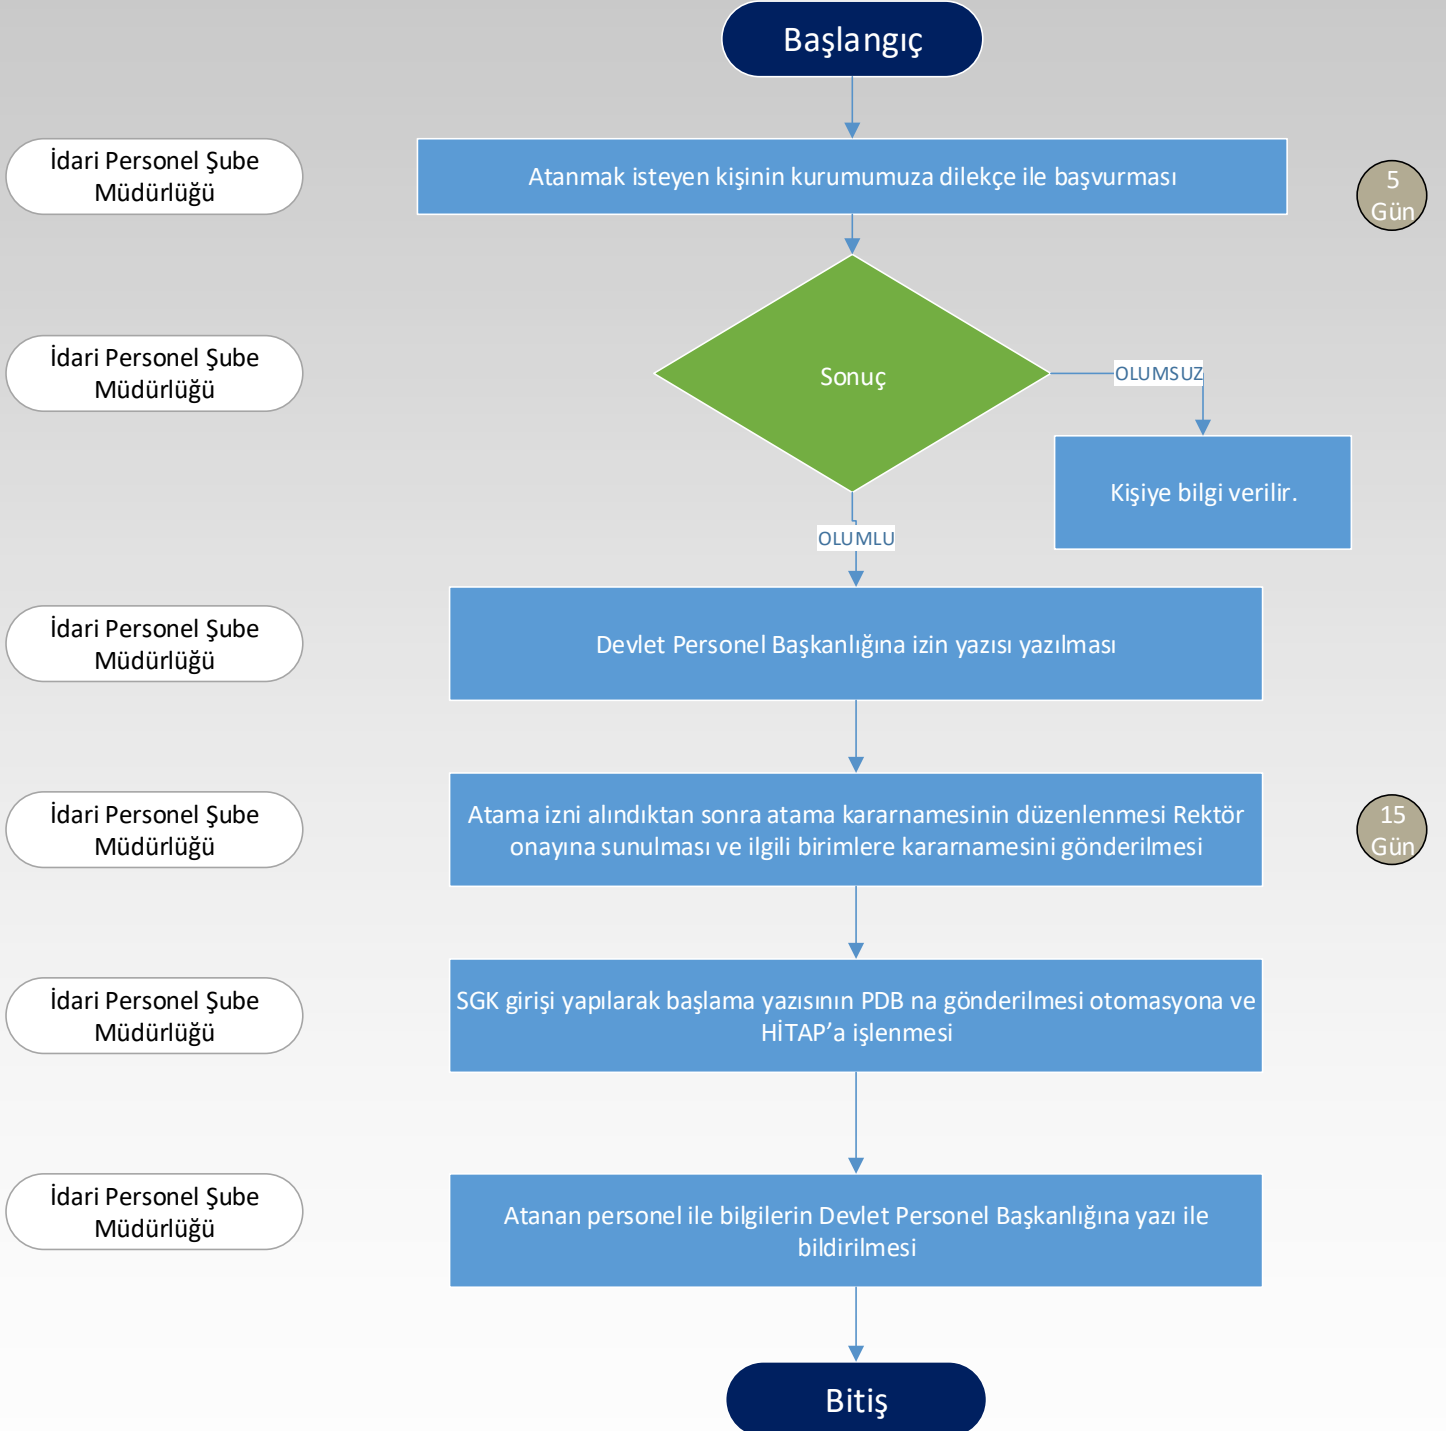 Başlangıç
İdari Personel Şube
Müdürlüğü
Atanmak isteyen kişinin kurumumuza dilekçe ile başvurması
5
Gün
İdari Personel Şube
Müdürlüğü
Sonuç
OLUMSUZ
Kişiye bilgi verilir.
OLUMLU
İdari Personel Şube
Müdürlüğü
Devlet Personel Başkanlığına izin yazısı yazılması
İdari Personel Şube
Müdürlüğü
Atama izni alındıktan sonra atama kararnamesinin düzenlenmesi Rektör
onayına sunulması ve ilgili birimlere kararnamesini gönderilmesi
15
Gün
İdari Personel Şube
Müdürlüğü
SGK girişi yapılarak başlama yazısının PDB na gönderilmesi otomasyona ve
HİTAP’a işlenmesi
İdari Personel Şube
Müdürlüğü
Atanan personel ile bilgilerin Devlet Personel Başkanlığına yazı ile
bildirilmesi
Bitiş